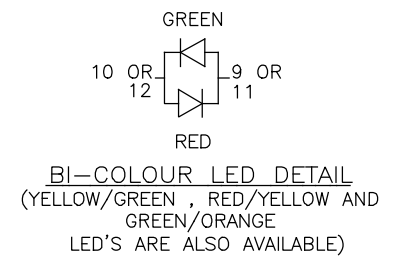 GREEN
10 OR 9 OR
12 11
RED
BI-COLOUR LED DETAIL
(YELLOW/GREEN , RED/YELLOW AND
GREEN/ORANGE
LED'S ARE ALSO AVAILABLE)